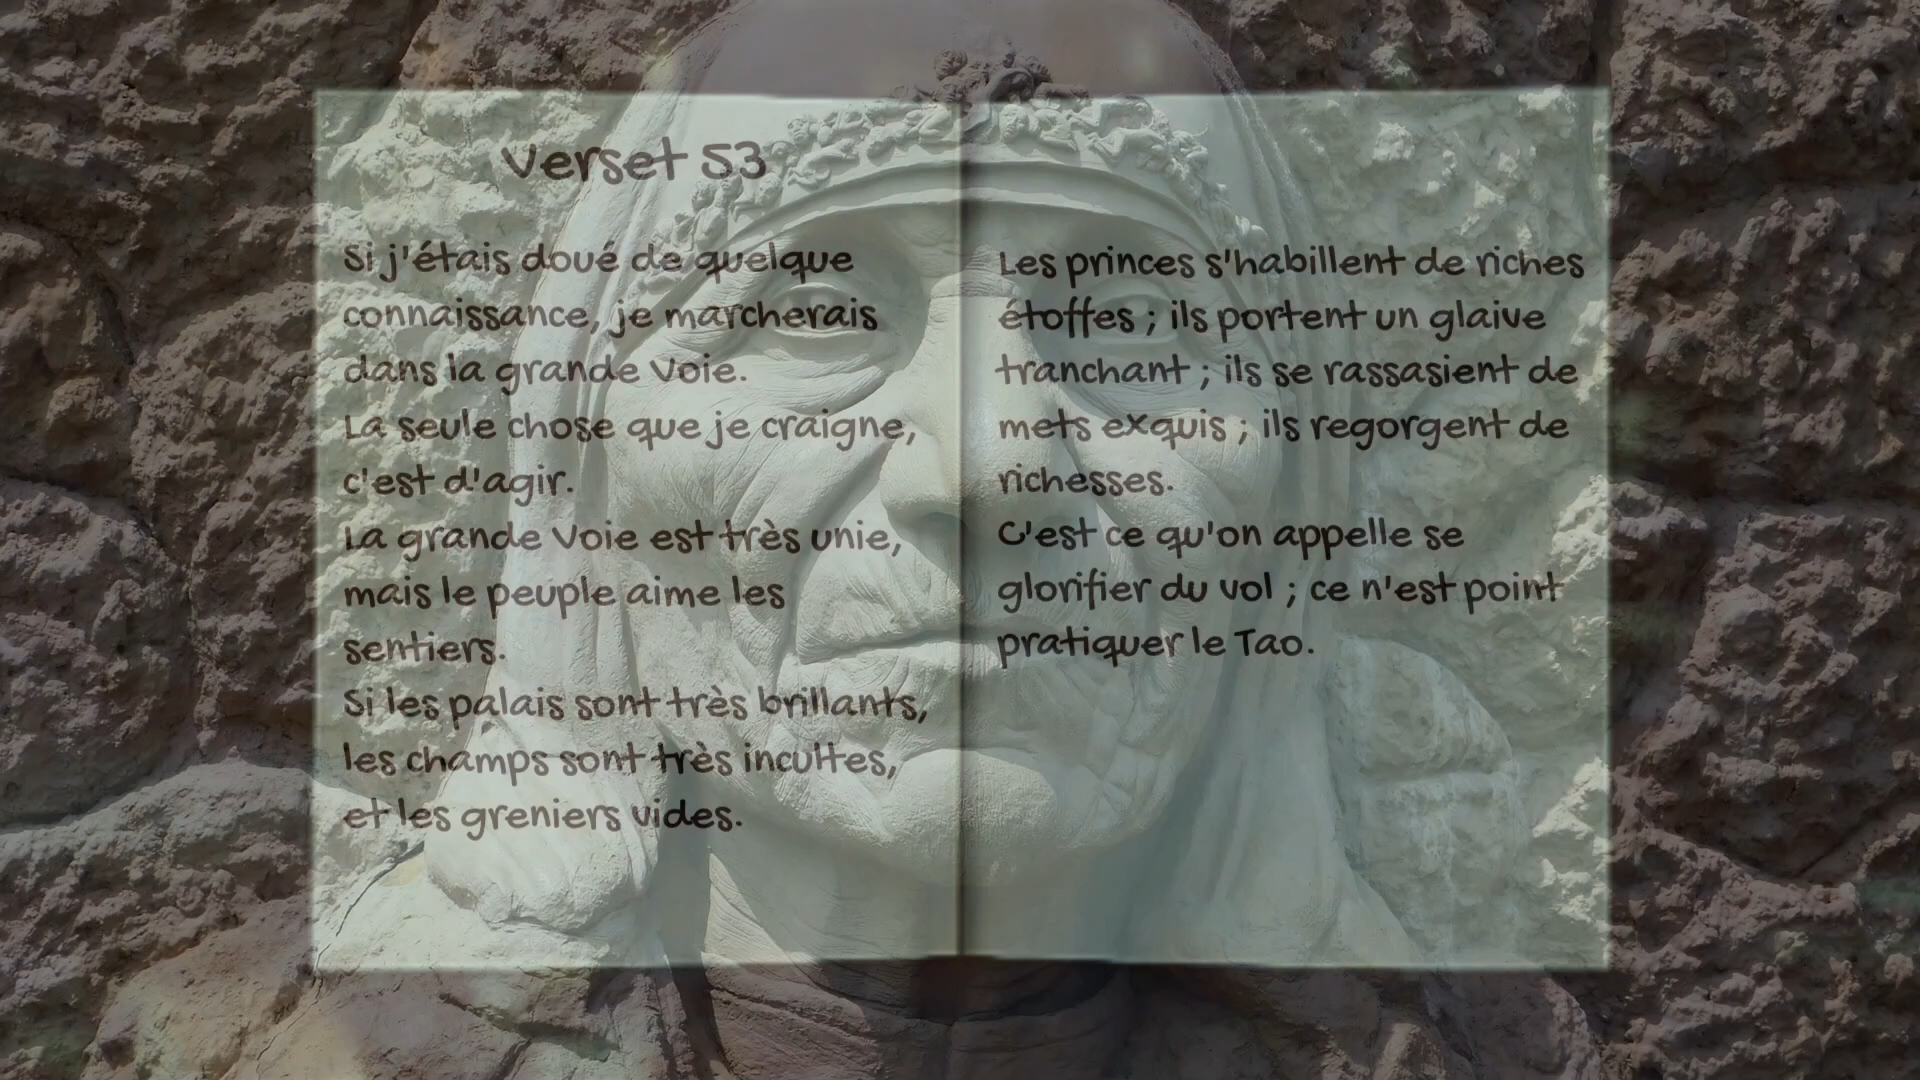 Verset 53
Si j'étais doué de quelque
connaissance, je marcherais
dans la grande Voie.
La seule chose que je craigne,
c'est d'agir.
La grande Voie est très unie,
mais le peuple aime les
sentiers.
Si les palais sont très brillants,
les champs sont très incultes,
et les greniers vides.
Les princes s'habillent de riches
étoffes ; ils portent un glaive
tranchant ; ils se rassasient de
mets exquis ; ils regorgent de
richesses.
C'est ce qu'on appelle se
glorifier du vol ; ce n'est point
pratiquer le Tao.